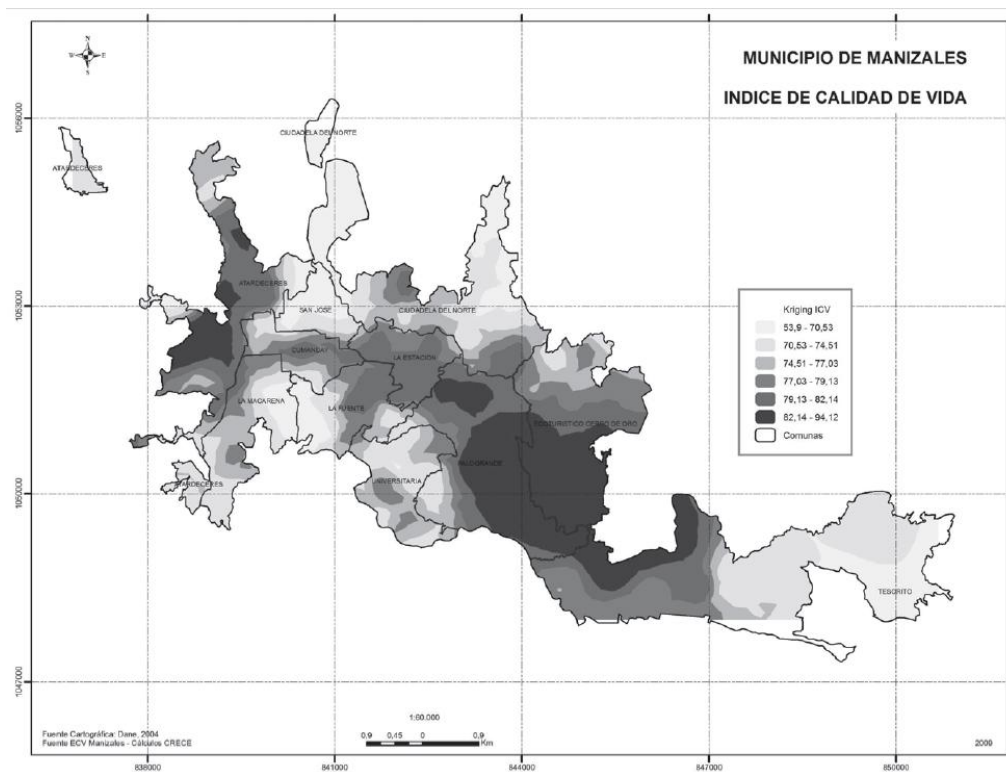 MUNICIPIO DE MANIZALES
INDICE DE CALIDAD DE VIDA
N
W E
S
1056000
1053000
1050000
1047000
CIUDADELA DEL NORTE
ATARDECERES
ATARDECERES
SAN JOSE
CIUDADELA DEL NORTE
CUMANDAY
LA ESTACION
LA MACARENA
LA FUENTE
ECOTURISTICO CERRO DE ORO
PALOGRANDE
UNIVERSITARIA
ATARDECERES
TESORITO
Kriging ICV
53,9 - 70,53
70,53 - 74,51
74,51 - 77,03
77,03 - 79,13
79,13 - 82,14
82,14 - 94,12
Comunas
1:60.000
0,9 0,45 0 0,9
Km
Fuente Cartográfica: Dane, 2004
Fuente ECV Manizales - Cálculos CRECE
2009
838000 841000 844000 847000 850000